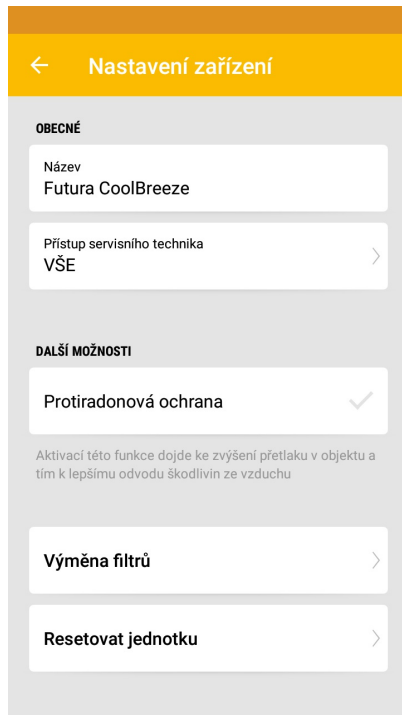 Nastavení zařízení
OBECNÉ
Název
Futura CoolBreeze
Přístup servisního technika
VŠE
DALŠÍ MOŽNOSTI
Protiradonová ochrana
Aktivací této funkce dojde ke zvýšení přetlaku v objektu a
tím k lepšímu odvodu škodlivin ze vzduchu
Výměna filtrů
Resetovat jednotku